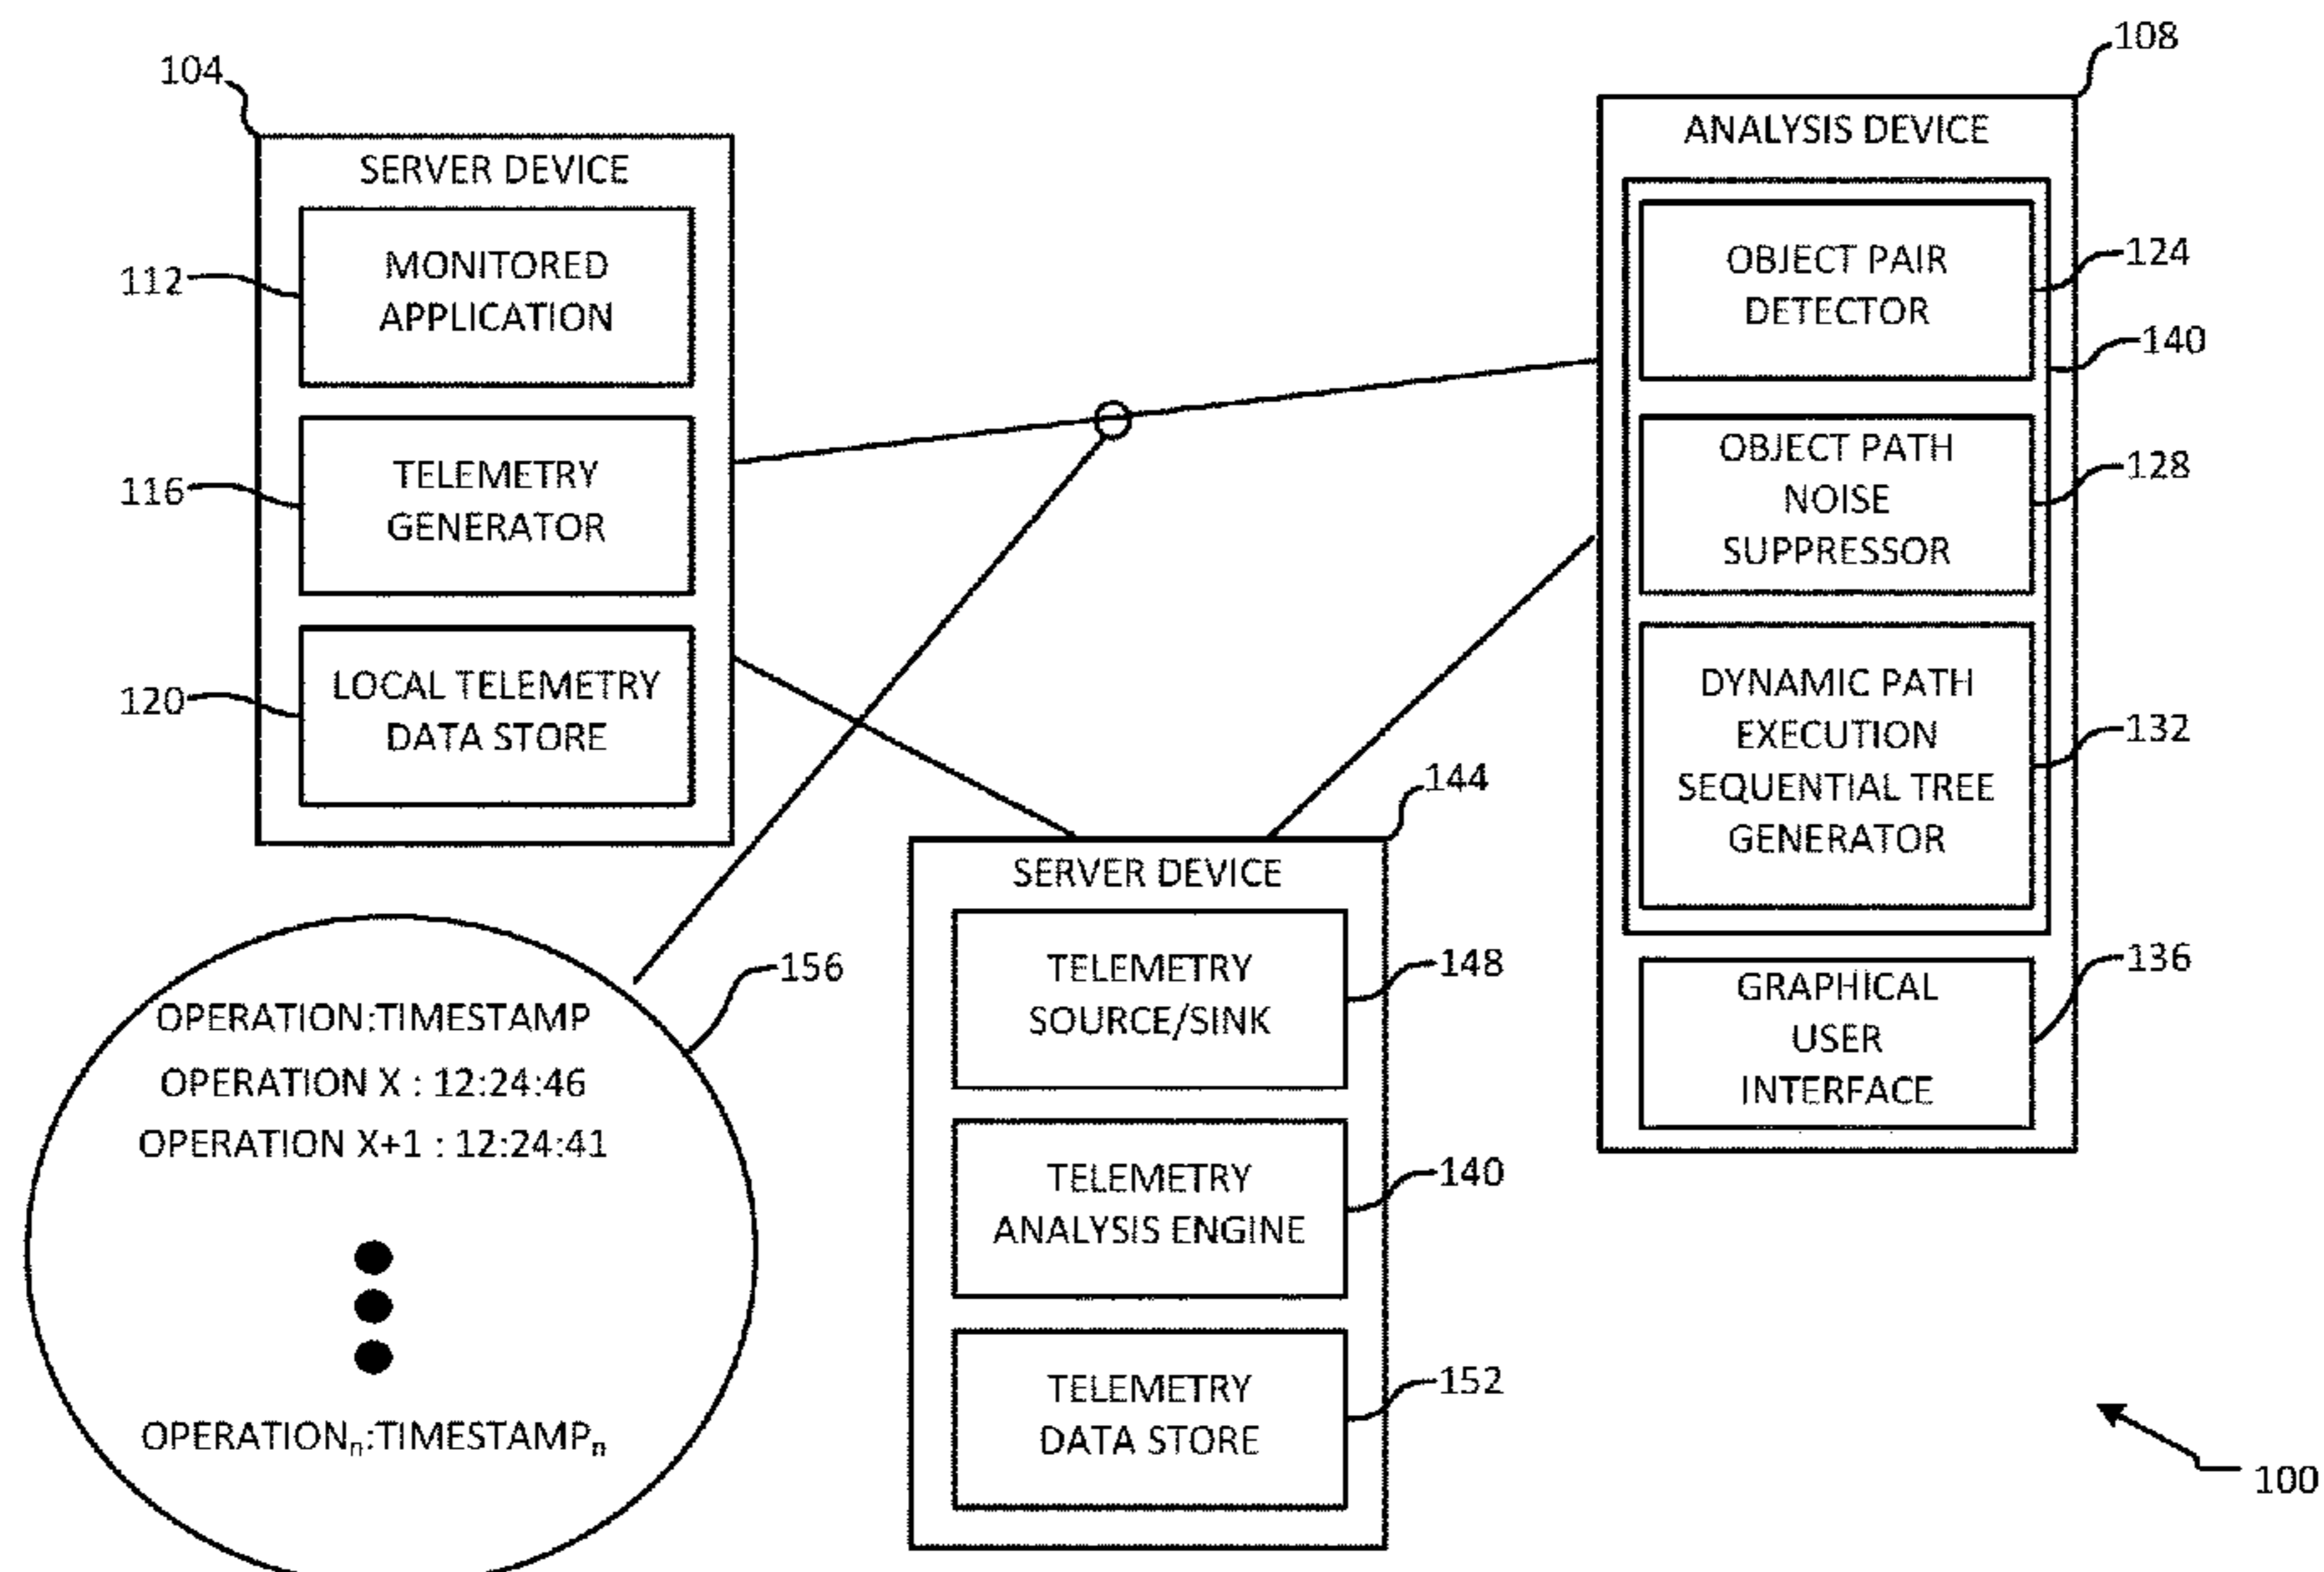 104
SERVER DEVICE
112
MONITORED
APPLICATION
116
TELEMETRY
GENERATOR
120
LOCAL TELEMETRY
DATA STORE
108
ANALYSIS DEVICE
OBJECT PAIR
DETECTOR
124
140
OBJECT PATH
NOISE
SUPPRESSOR
128
DYNAMIC PATH
EXECUTION
SEQUENTIAL TREE
GENERATOR
132
GRAPHICAL
USER
INTERFACE
136
144
SERVER DEVICE
TELEMETRY
SOURCE/SINK
148
TELEMETRY
ANALYSIS ENGINE
140
TELEMETRY
DATA STORE
152
156
OPERATION:TIMESTAMP
OPERATION X : 12:24:46
OPERATION X+1 : 12:24:41
OPERATIONn:TIMESTAMPn
100